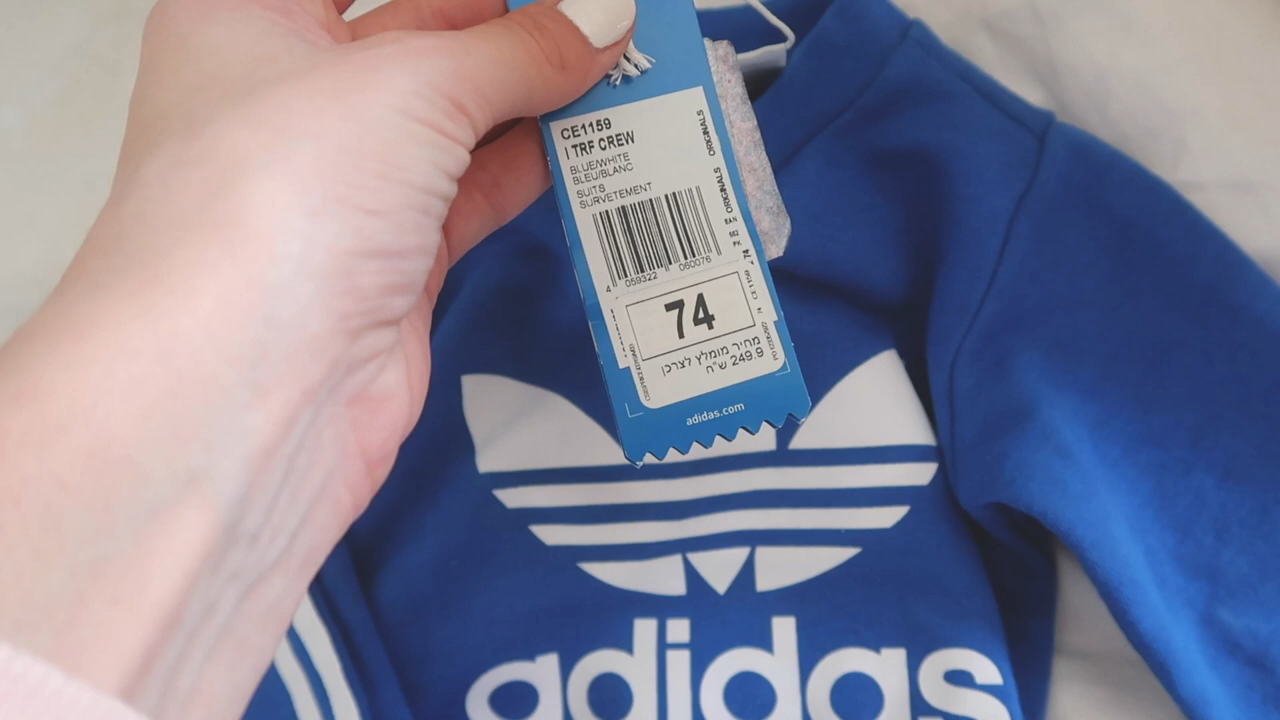 CE1159
I TRF CREW
BLUE/WHITE
BLEU/BLANC
SUITS
SURVETEMENT
ORIGINALS
ORIGINALS
4 059322 060076
74
מחיר מומלץ לצרכן
249.9 ש"ח
adidas.com
adidas